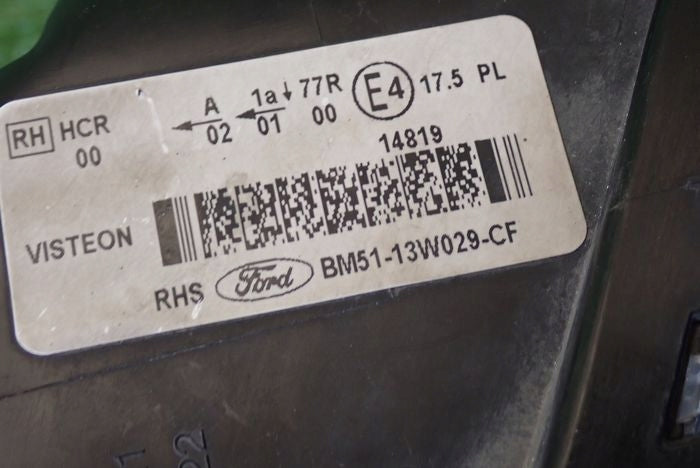 RH HCR 00
A 02
1a 01
77R 00
E4 17.5 PL
14819
VISTEON
RHS Ford BM51-13W029-CF
22